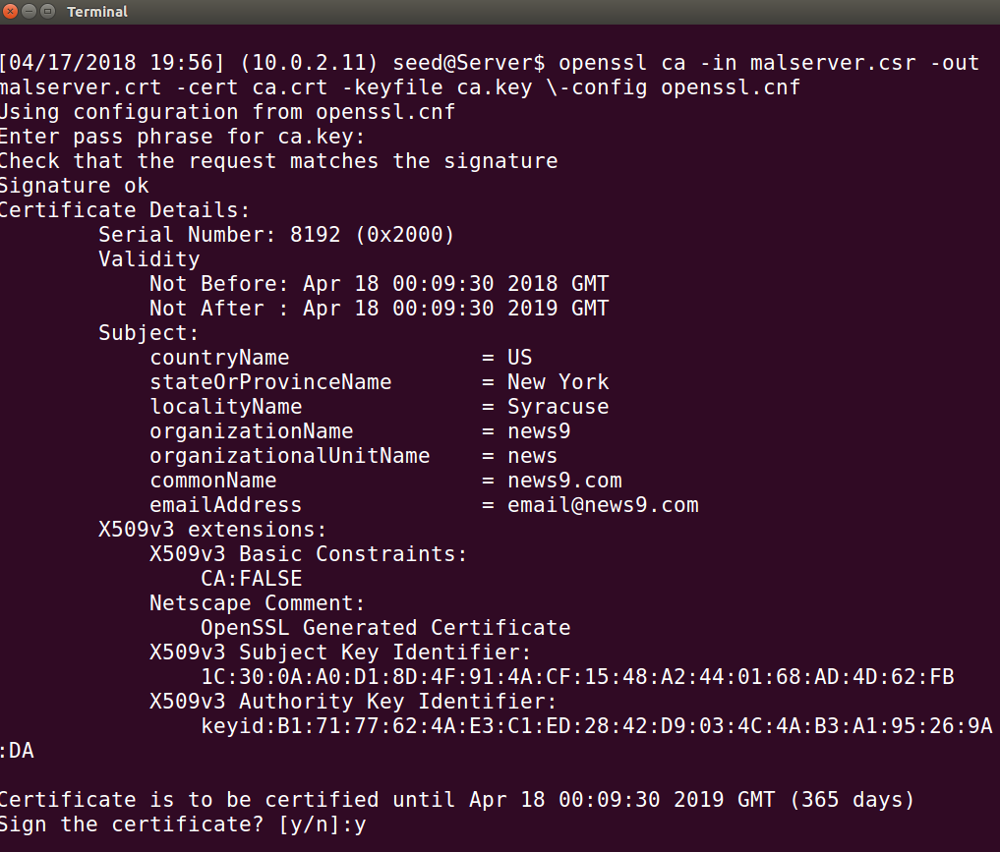 Terminal
[04/17/2018 19:56] (10.0.2.11) seed@Server$ openssl ca -in malserver.csr -out
malserver.crt -cert ca.crt -keyfile ca.key \-config openssl.cnf
Using configuration from openssl.cnf
Enter pass phrase for ca.key:
Check that the request matches the signature
Signature ok
Certificate Details:
        Serial Number: 8192 (0x2000)
        Validity
            Not Before: Apr 18 00:09:30 2018 GMT
            Not After : Apr 18 00:09:30 2019 GMT
        Subject:
            countryName               = US
            stateOrProvinceName       = New York
            localityName              = Syracuse
            organizationName          = news9
            organizationalUnitName    = news
            commonName                = news9.com
            emailAddress              = email@news9.com
        X509v3 extensions:
            X509v3 Basic Constraints:
                CA:FALSE
            Netscape Comment:
                OpenSSL Generated Certificate
            X509v3 Subject Key Identifier:
                1C:30:0A:A0:D1:8D:4F:91:4A:CF:15:48:A2:44:01:68:AD:4D:62:FB
            X509v3 Authority Key Identifier:
                keyid:B1:71:77:62:4A:E3:C1:ED:28:42:D9:03:4C:4A:B3:A1:95:26:9A
:DA
Certificate is to be certified until Apr 18 00:09:30 2019 GMT (365 days)
Sign the certificate? [y/n]:y